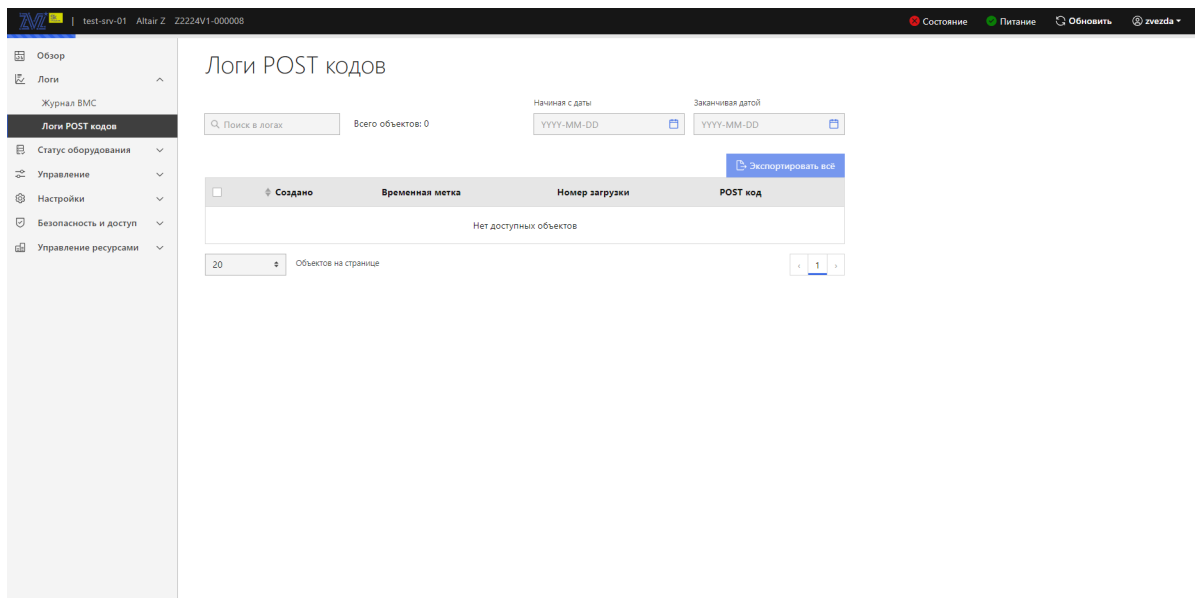 ZVZ | test-srv-01 Altair Z Z2224V1-000008 Состояние Питание Обновить zvezda
Обзор
Логи
Журнал BMC
Логи POST кодов
Статус оборудования
Управление
Настройки
Безопасность и доступ
Управление ресурсами
Логи POST кодов
Начиная с даты Заканчивая датой
Поиск в логах Всего объектов: 0 YYYY-MM-DD YYYY-MM-DD
Экспортировать всё
Создано Временная метка Номер загрузки POST код
Нет доступных объектов
20 Объектов на странице ‹ 1 ›